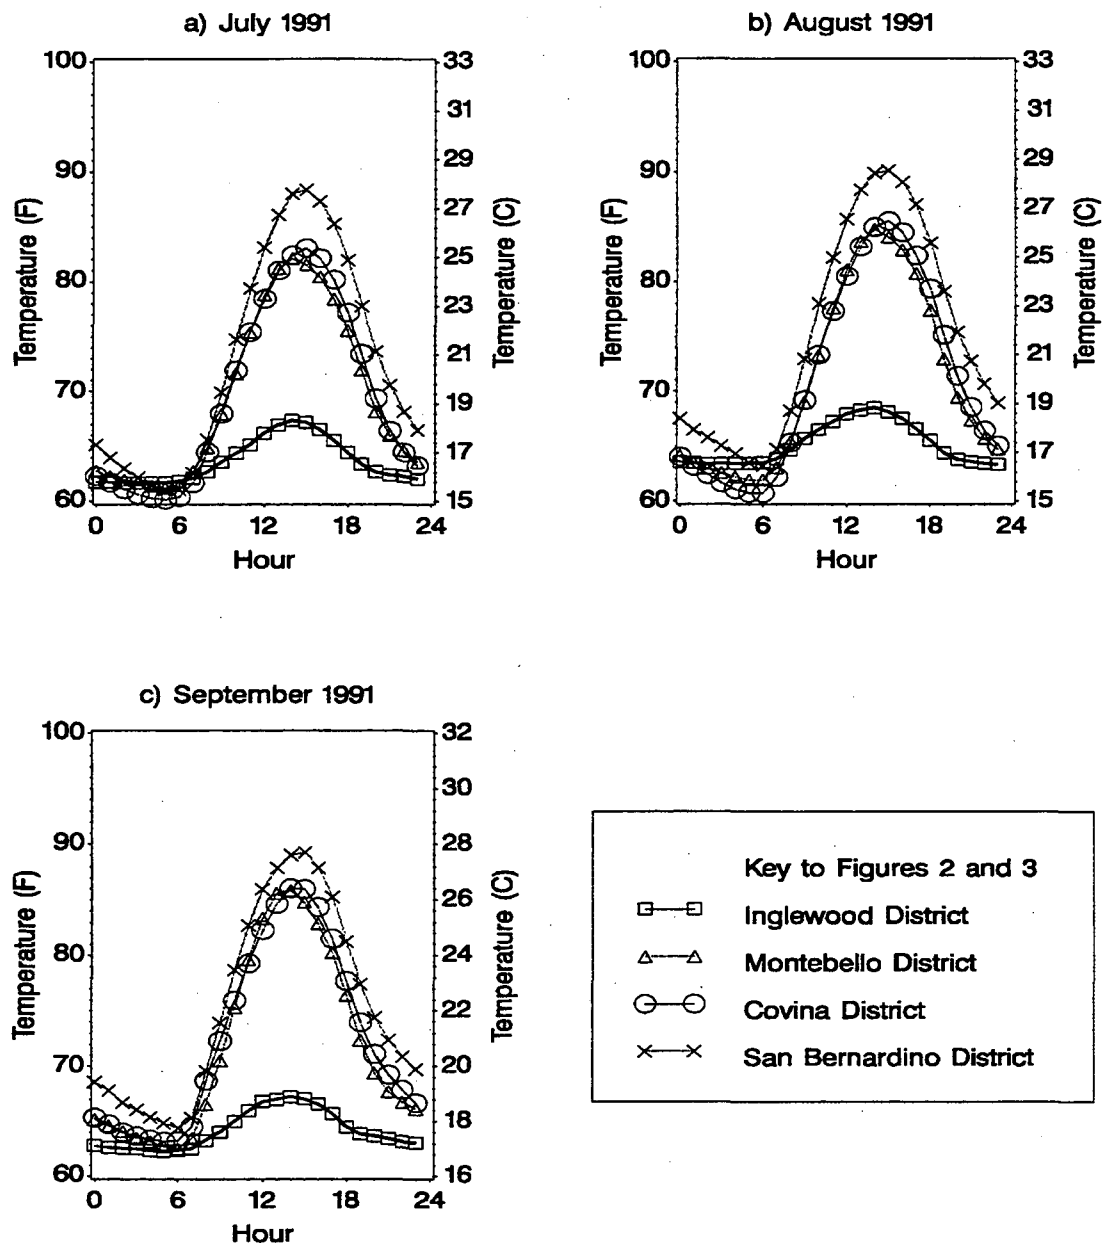 a) July 1991
100
90
80
70
60
Temperature (F)
33
31
29
27
25
23
21
19
17
15
Temperature (C)
0 6 12 18 24
Hour
b) August 1991
100
90
80
70
60
Temperature (F)
33
31
29
27
25
23
21
19
17
15
Temperature (C)
0 6 12 18 24
Hour
c) September 1991
100
90
80
70
60
Temperature (F)
32
30
28
26
24
22
20
18
16
Temperature (C)
0 6 12 18 24
Hour
Key to Figures 2 and 3
Inglewood District
Montebello District
Covina District
San Bernardino District